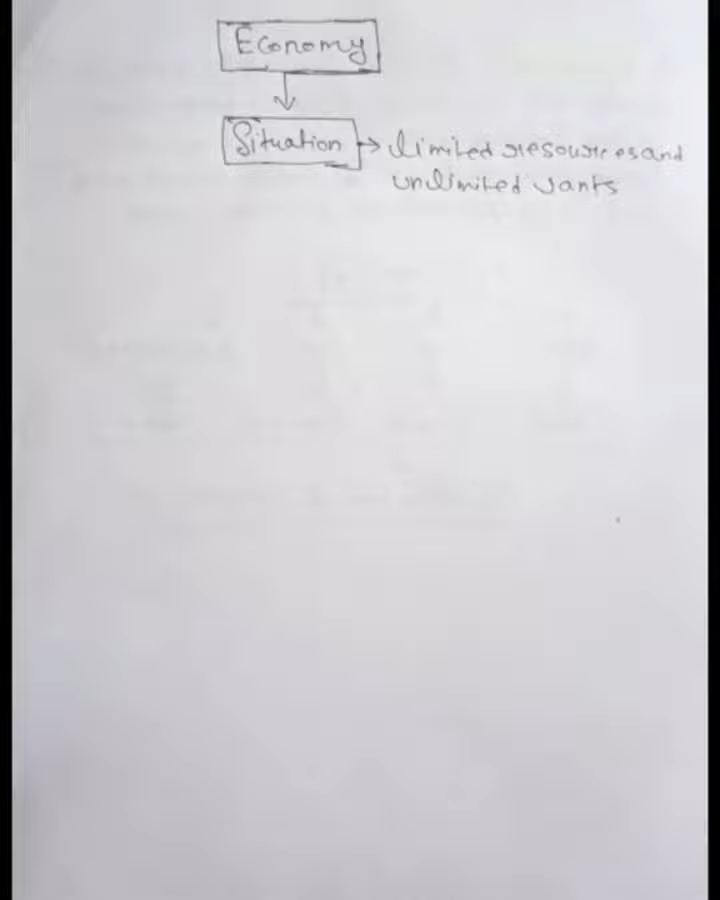 Economy
Situation → limited resources and
unlimited wants